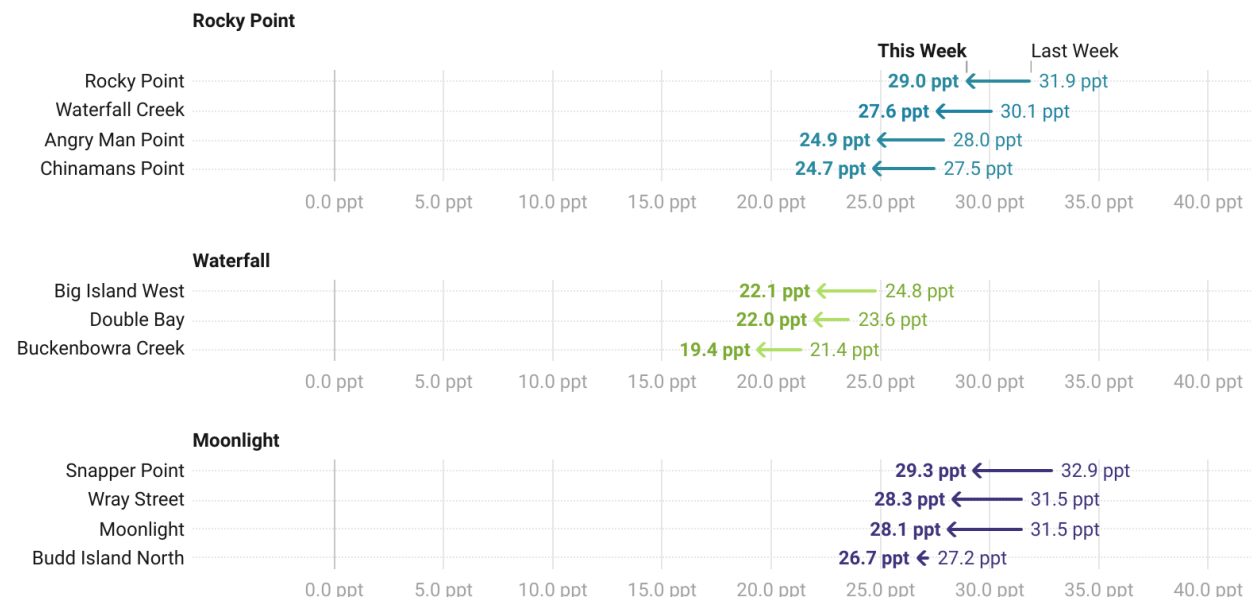 Rocky Point
This Week Last Week
Rocky Point 29.0 ppt 31.9 ppt
Waterfall Creek 27.6 ppt 30.1 ppt
Angry Man Point 24.9 ppt 28.0 ppt
Chinamans Point 24.7 ppt 27.5 ppt
0.0 ppt 5.0 ppt 10.0 ppt 15.0 ppt 20.0 ppt 25.0 ppt 30.0 ppt 35.0 ppt 40.0 ppt
Waterfall
Big Island West 22.1 ppt 24.8 ppt
Double Bay 22.0 ppt 23.6 ppt
Buckenbowra Creek 19.4 ppt 21.4 ppt
0.0 ppt 5.0 ppt 10.0 ppt 15.0 ppt 20.0 ppt 25.0 ppt 30.0 ppt 35.0 ppt 40.0 ppt
Moonlight
Snapper Point 29.3 ppt 32.9 ppt
Wray Street 28.3 ppt 31.5 ppt
Moonlight 28.1 ppt 31.5 ppt
Budd Island North 26.7 ppt 27.2 ppt
0.0 ppt 5.0 ppt 10.0 ppt 15.0 ppt 20.0 ppt 25.0 ppt 30.0 ppt 35.0 ppt 40.0 ppt